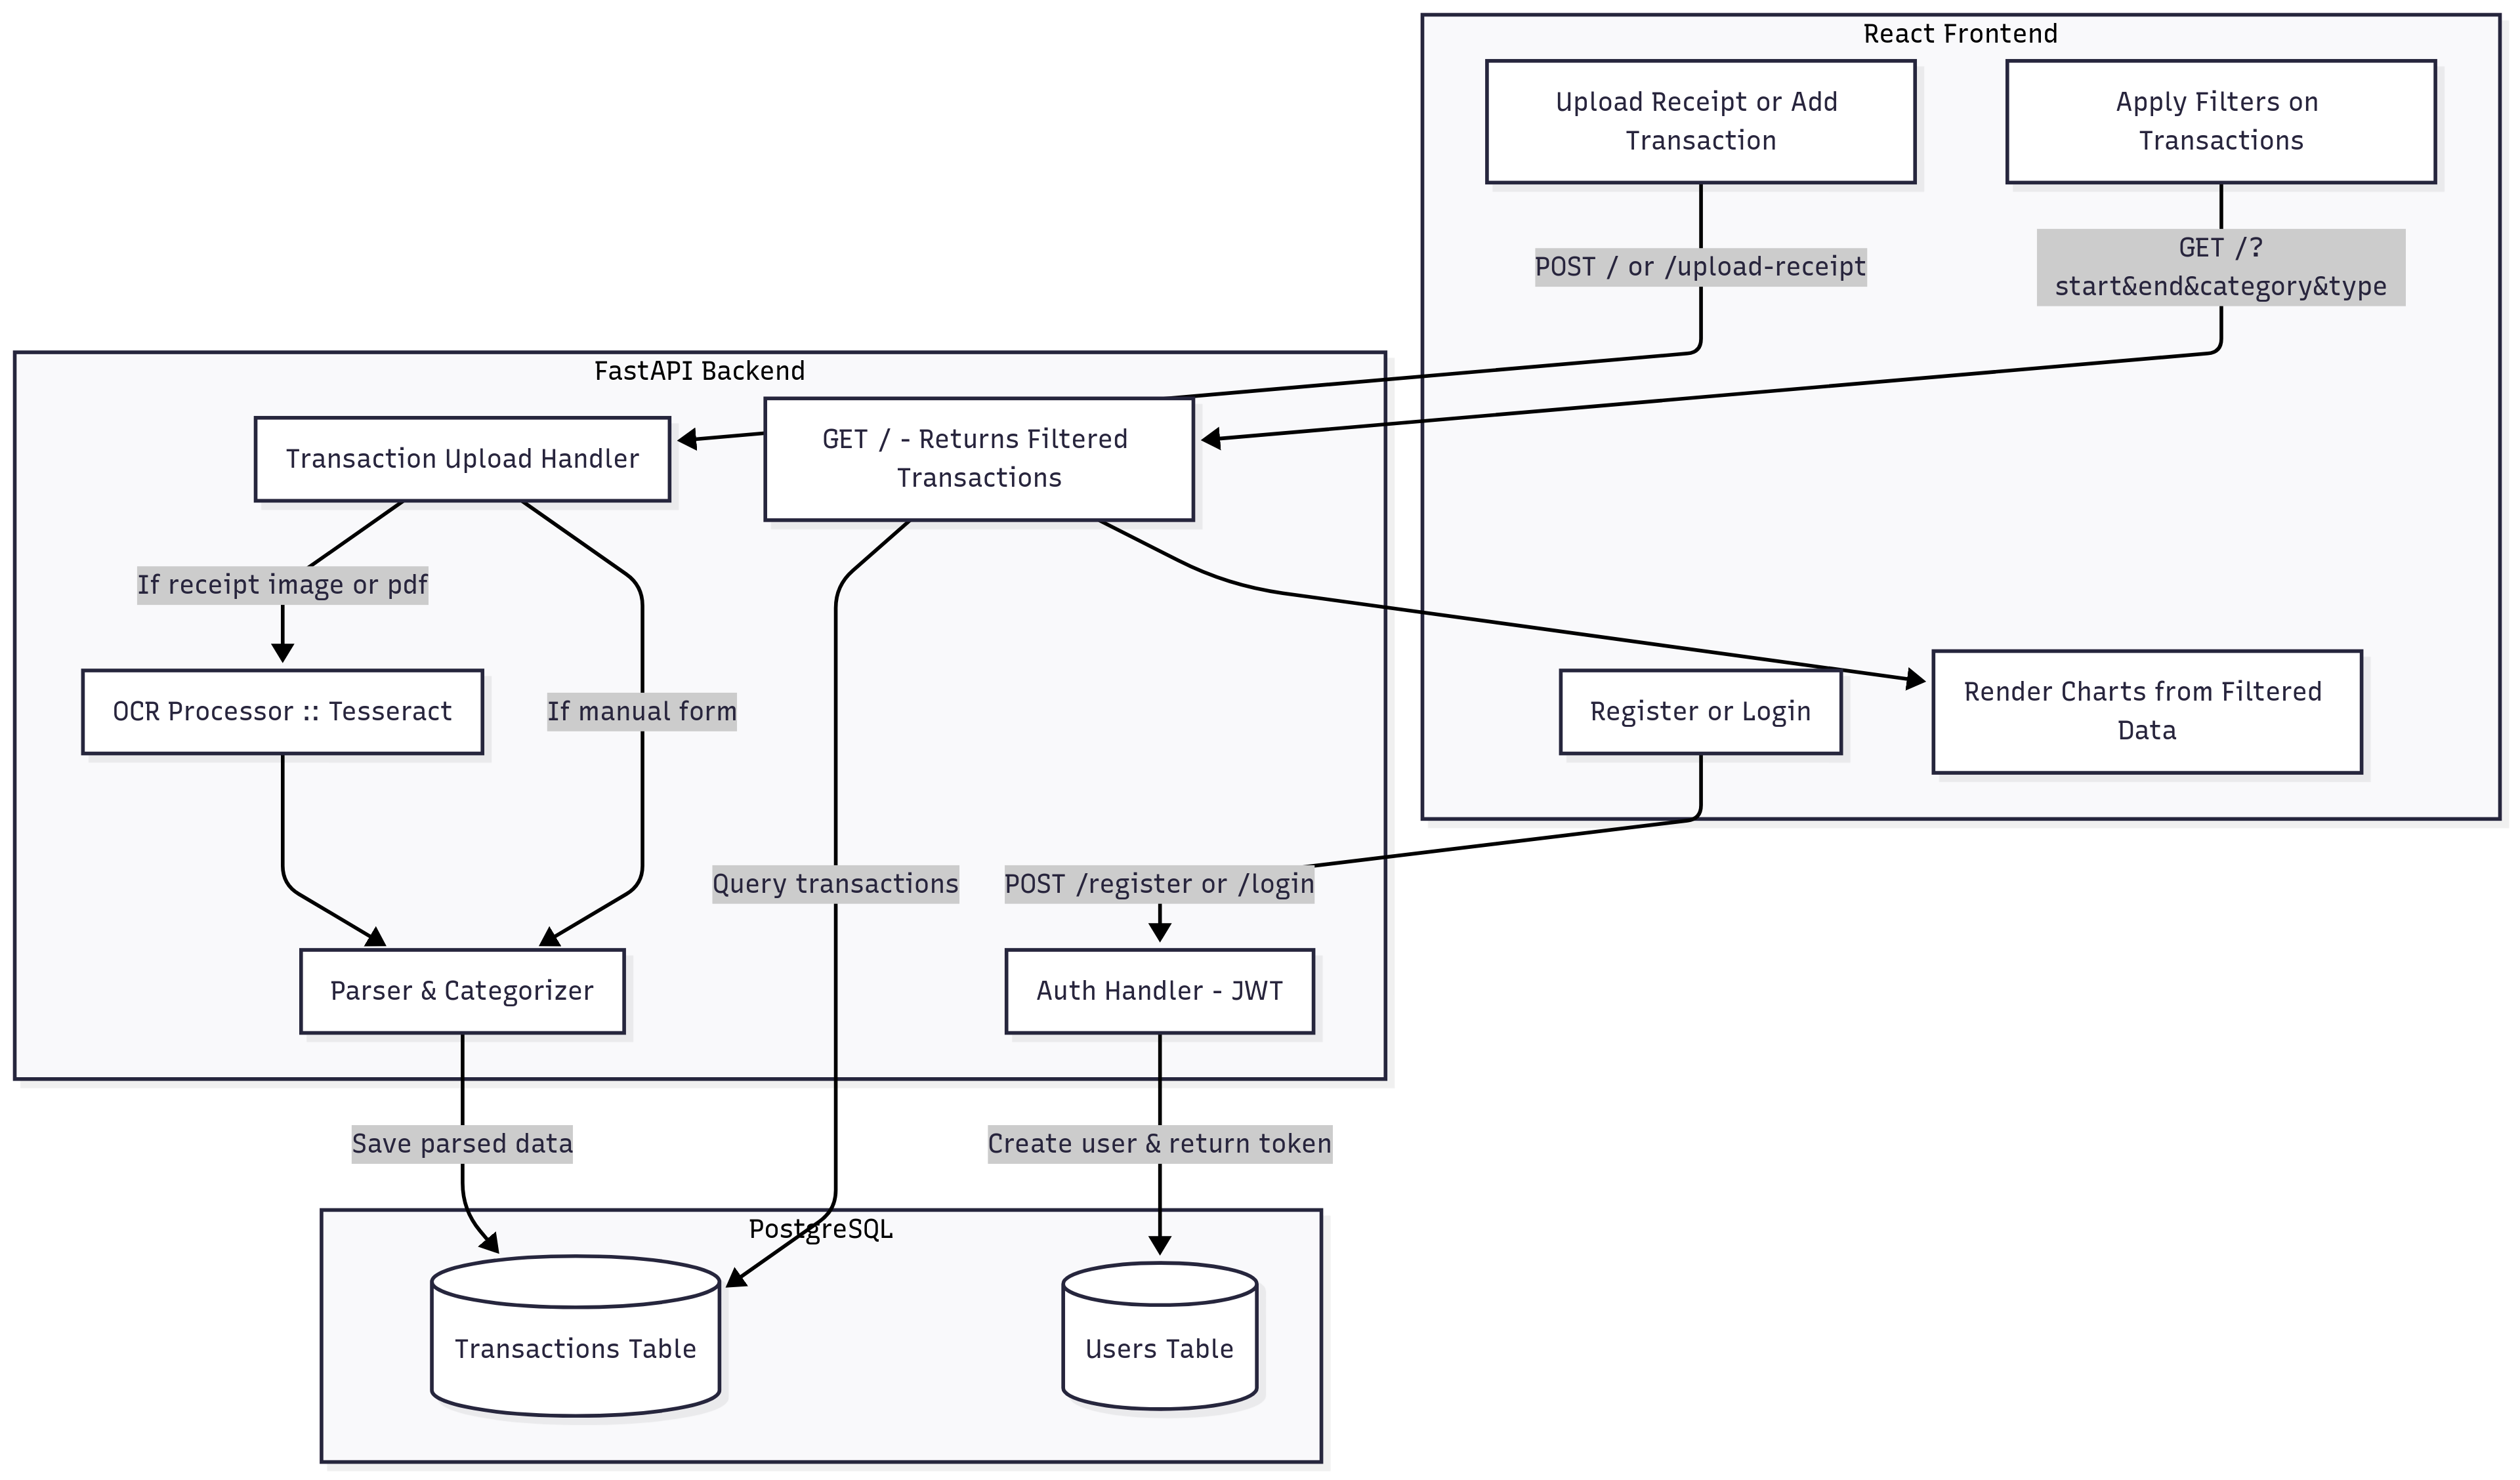 React Frontend
Upload Receipt or Add
Transaction
Apply Filters on
Transactions
POST / or /upload-receipt
GET /?
start&end&category&type
FastAPI Backend
Transaction Upload Handler
GET / - Returns Filtered
Transactions
If receipt image or pdf
OCR Processor :: Tesseract
If manual form
Register or Login
Render Charts from Filtered
Data
Query transactions
POST /register or /login
Parser & Categorizer
Auth Handler - JWT
Save parsed data
Create user & return token
PostgreSQL
Transactions Table
Users Table